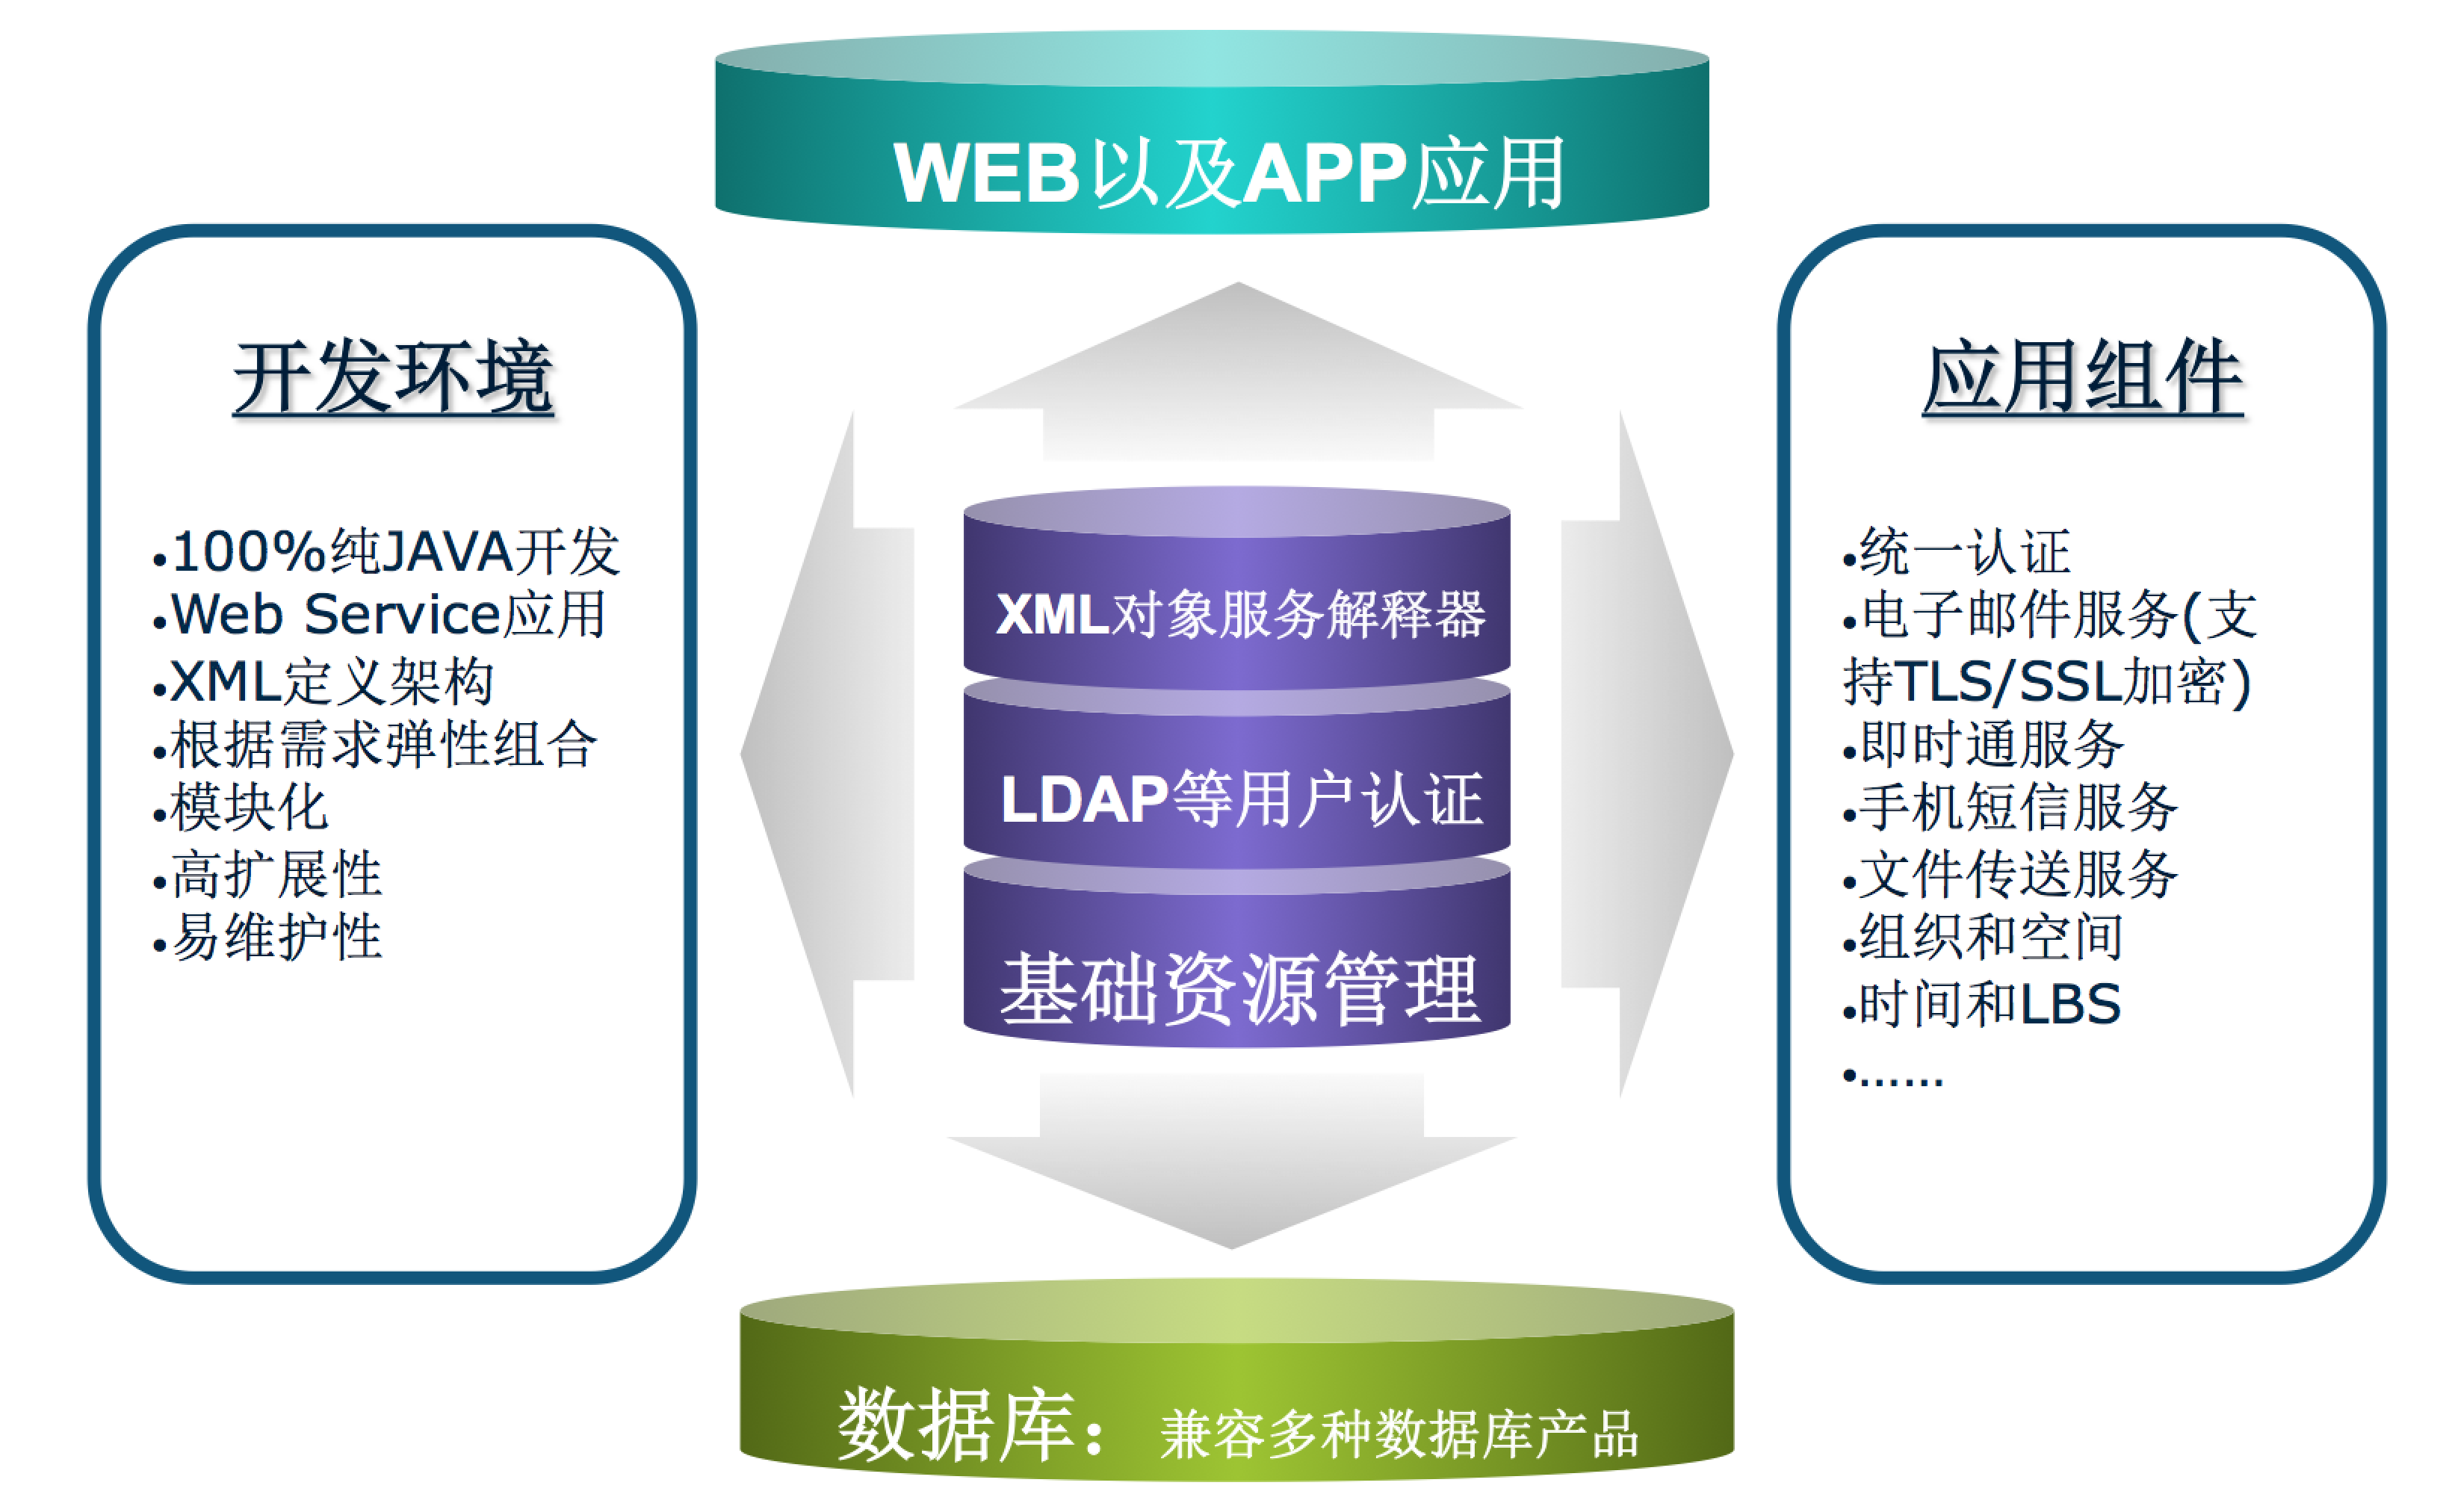 WEB以及APP应用
开发环境
•100%纯JAVA开发
•Web Service应用
•XML定义架构
•根据需求弹性组合
•模块化
•高扩展性
•易维护性
XML对象服务解释器
LDAP等用户认证
基础资源管理
应用组件
•统一认证
•电子邮件服务(支
持TLS/SSL加密)
•即时通服务
•手机短信服务
•文件传送服务
•组织和空间
•时间和LBS
•……
数据库：兼容多种数据库产品